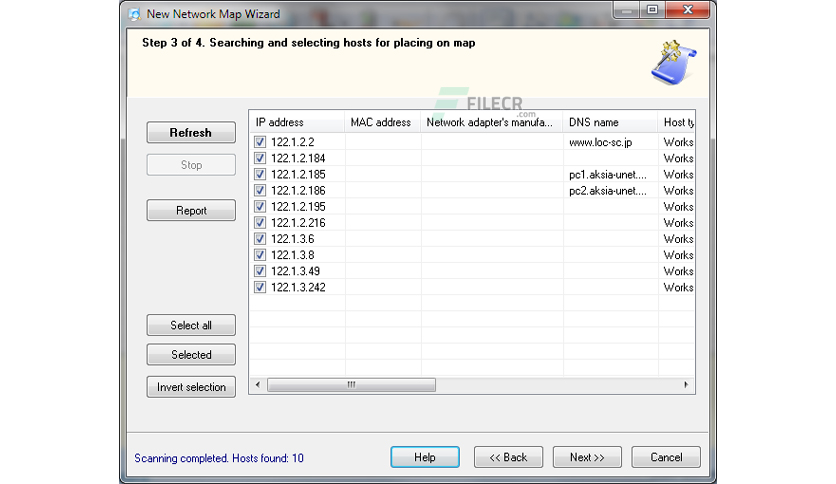 New Network Map Wizard
Step 3 of 4. Searching and selecting hosts for placing on map
FILECR
.com
Refresh
Stop
Report
Select all
Selected
Invert selection
IP address MAC address Network adapter's manufa... DNS name Host ty
122.1.2.2 www.loc-sc.jp Works
122.1.2.184 Works
122.1.2.185 pc1.aksia-unet.... Works
122.1.2.186 pc2.aksia-unet.... Works
122.1.2.195 Works
122.1.2.216 Works
122.1.3.6 Works
122.1.3.8 Works
122.1.3.49 Works
122.1.3.242 Works
Scanning completed. Hosts found: 10
Help << Back Next >> Cancel